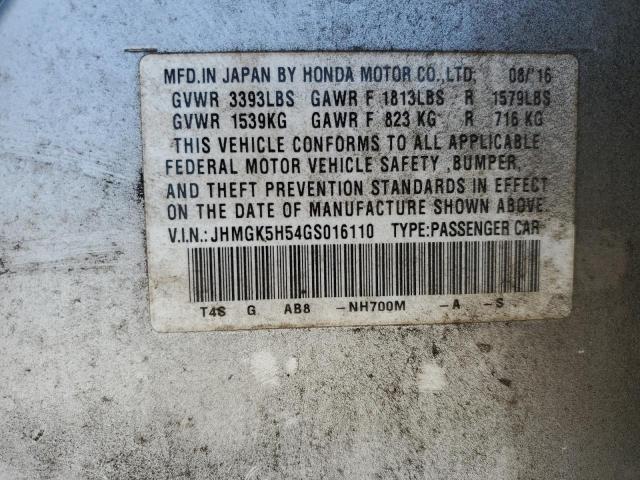 MFD.IN JAPAN BY HONDA MOTOR CO.,LTD. 08/'16
GVWR 3393LBS GAWR F 1813LBS R 1579LBS
GVWR 1539KG GAWR F 823 KG R 716 KG
THIS VEHICLE CONFORMS TO ALL APPLICABLE
FEDERAL MOTOR VEHICLE SAFETY ,BUMPER,
AND THEFT PREVENTION STANDARDS IN EFFECT
ON THE DATE OF MANUFACTURE SHOWN ABOVE.
V.I.N.:JHMGK5H54GS016110 TYPE:PASSENGER CAR
T4S G AB8 -NH700M -A -S